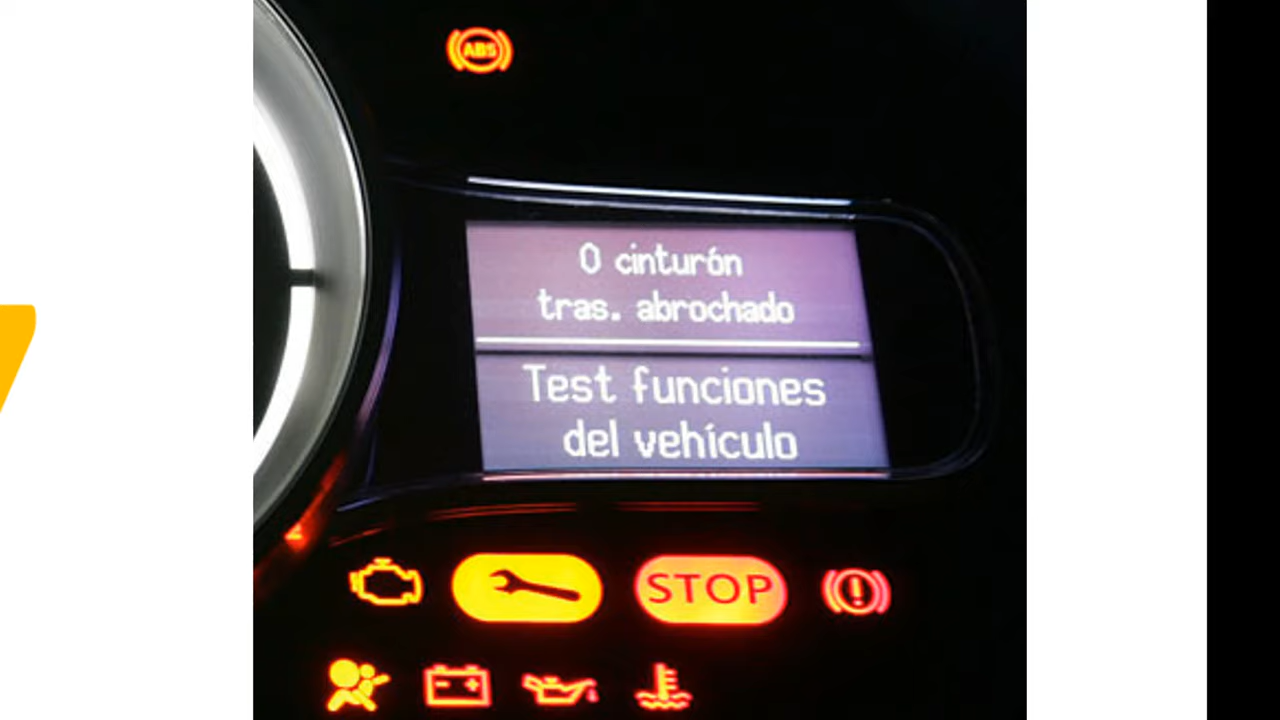 ABS
0 cinturón
tras. abrochado
Test funciones
del vehículo
STOP